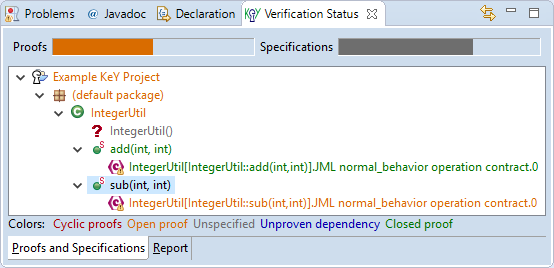 Problems @ Javadoc Declaration KeY Verification Status
Proofs Specifications
Example KeY Project
(default package)
IntegerUtil
IntegerUtil()
add(int, int)
IntegerUtil[IntegerUtil::add(int,int)].JML normal_behavior operation contract.0
sub(int, int)
IntegerUtil[IntegerUtil::sub(int,int)].JML normal_behavior operation contract.0
Colors: Cyclic proofs Open proof Unspecified Unproven dependency Closed proof
Proofs and Specifications Report